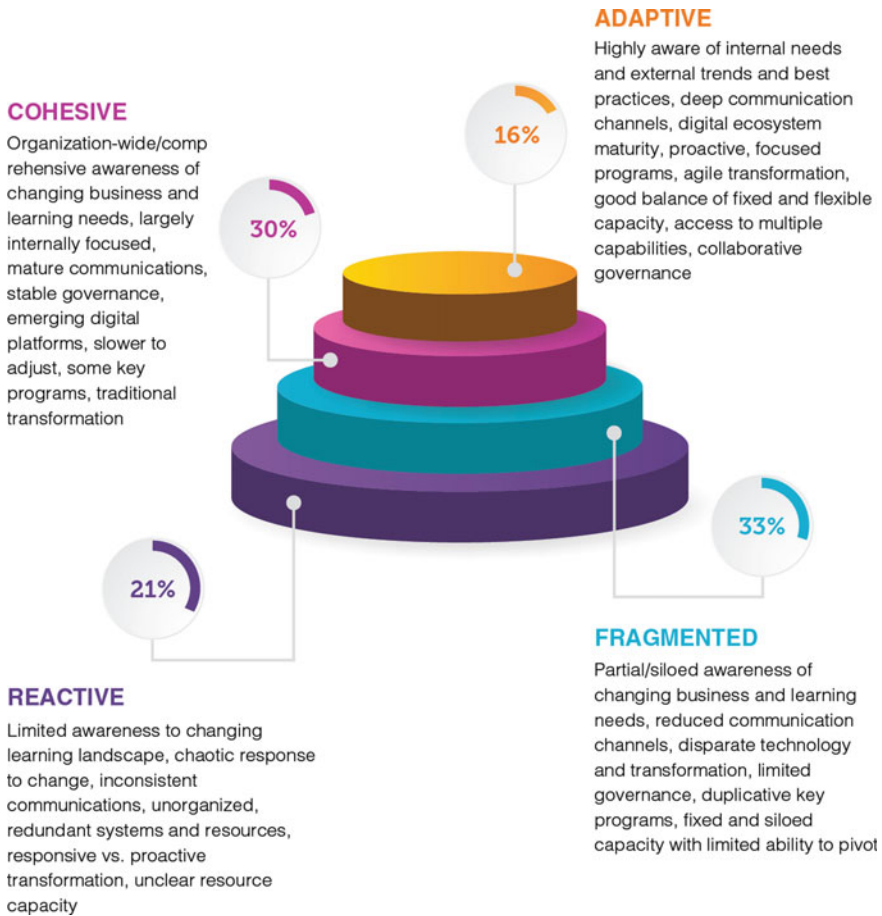 ADAPTIVE
Highly aware of internal needs
and external trends and best
practices, deep communication
channels, digital ecosystem
maturity, proactive, focused
programs, agile transformation,
good balance of fixed and flexible
capacity, access to multiple
capabilities, collaborative
governance
16%
COHESIVE
Organization-wide/comp
rehensive awareness of
changing business and
learning needs, largely
internally focused,
mature communications,
stable governance,
emerging digital
platforms, slower to
adjust, some key
programs, traditional
transformation
30%
33%
21%
REACTIVE
Limited awareness to changing
learning landscape, chaotic response
to change, inconsistent
communications, unorganized,
redundant systems and resources,
responsive vs. proactive
transformation, unclear resource
capacity
FRAGMENTED
Partial/siloed awareness of
changing business and learning
needs, reduced communication
channels, disparate technology
and transformation, limited
governance, duplicative key
programs, fixed and siloed
capacity with limited ability to pivot